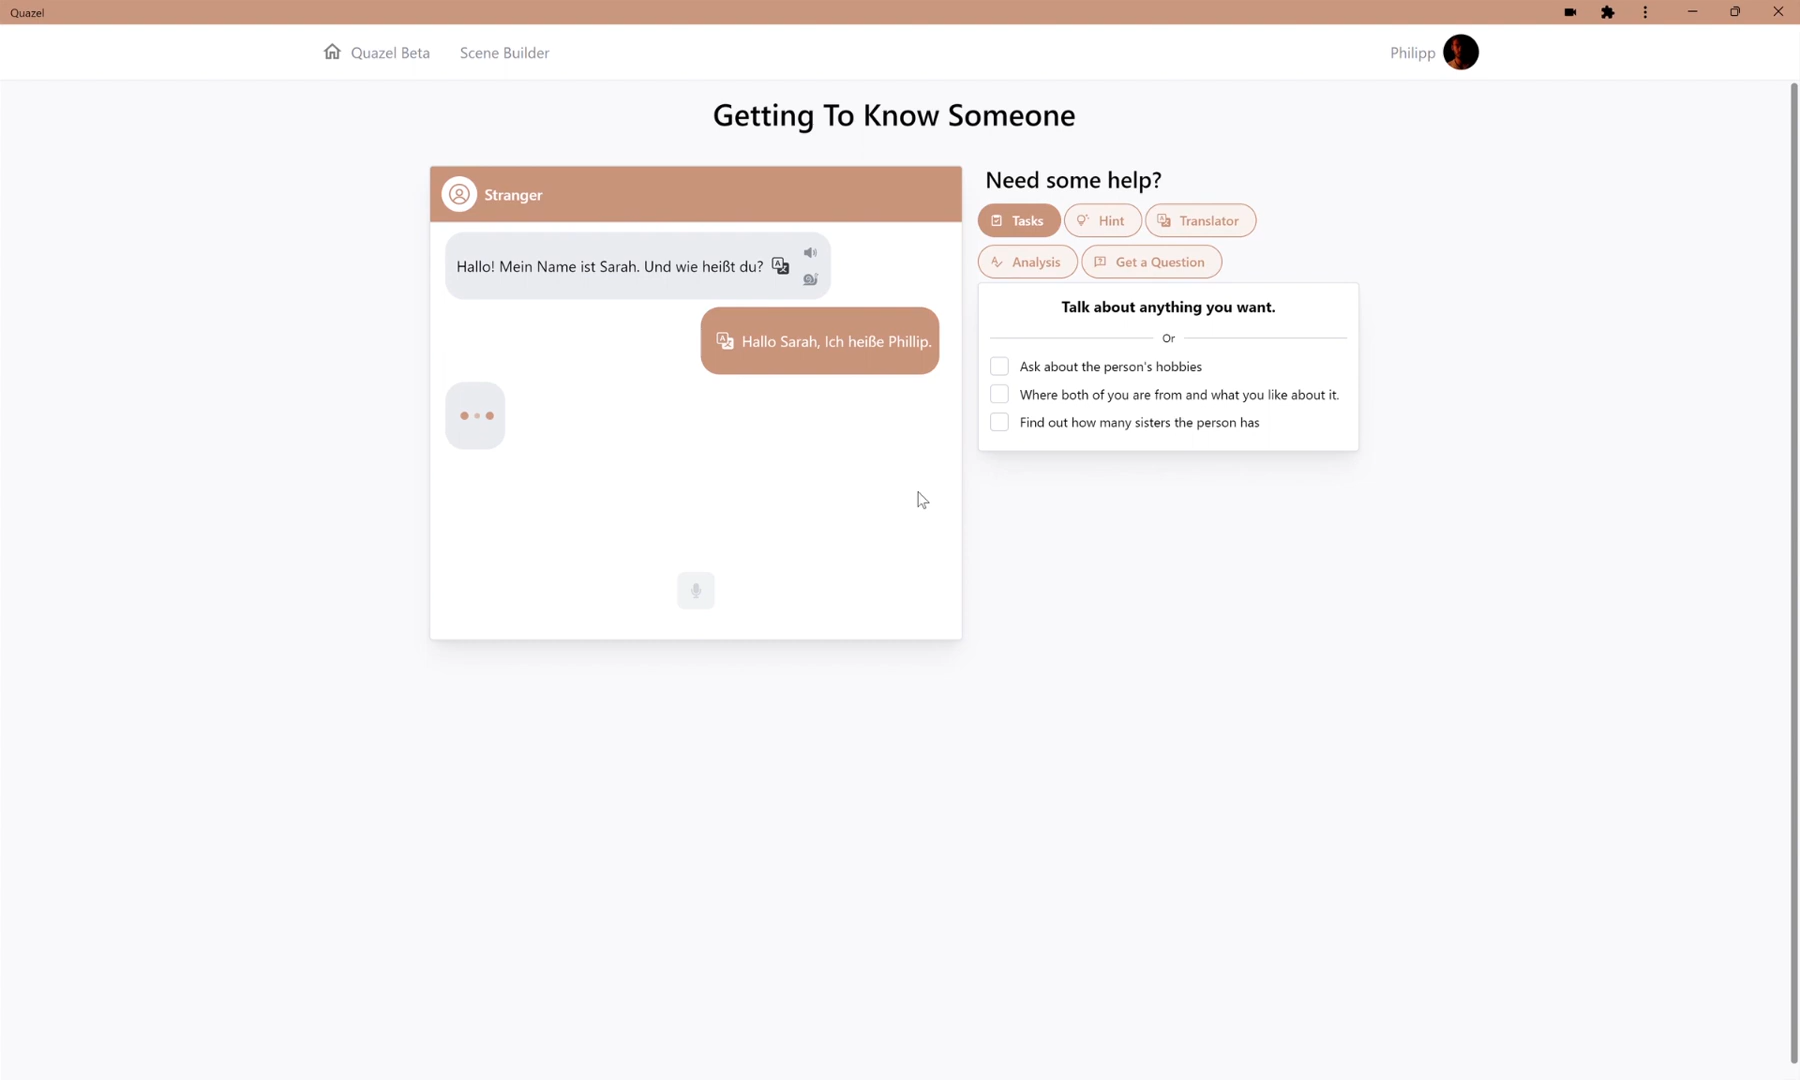 Quazel
Quazel Beta
Scene Builder
Philipp
Getting To Know Someone
Stranger
Hallo! Mein Name ist Sarah. Und wie heißt du?
Hallo Sarah, Ich heiße Phillip.
Need some help?
Tasks
Hint
Translator
Analysis
Get a Question
Talk about anything you want.
Or
Ask about the person's hobbies
Where both of you are from and what you like about it.
Find out how many sisters the person has